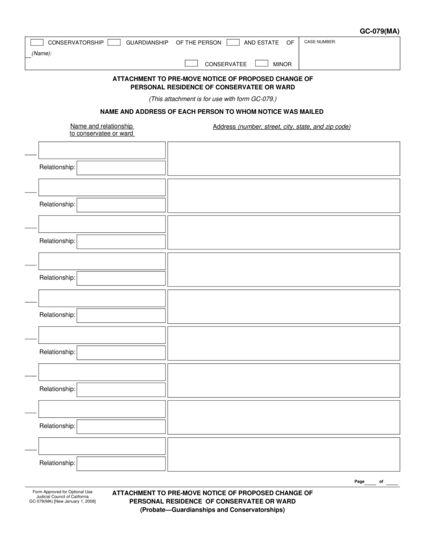 GC-079(MA)
CONSERVATORSHIP GUARDIANSHIP OF THE PERSON AND ESTATE OF
CASE NUMBER:
(Name):
CONSERVATEE MINOR
ATTACHMENT TO PRE-MOVE NOTICE OF PROPOSED CHANGE OF
PERSONAL RESIDENCE OF CONSERVATEE OR WARD
(This attachment is for use with form GC-079.)
NAME AND ADDRESS OF EACH PERSON TO WHOM NOTICE WAS MAILED
Name and relationship
to conservatee or ward
Address (number, street, city, state, and zip code)
Relationship:
Relationship:
Relationship:
Relationship:
Relationship:
Relationship:
Relationship:
Relationship:
Relationship:
Page of
Form Approved for Optional Use
Judicial Council of California
GC-079(MA) [New January 1, 2008]
ATTACHMENT TO PRE-MOVE NOTICE OF PROPOSED CHANGE OF
PERSONAL RESIDENCE OF CONSERVATEE OR WARD
(Probate—Guardianships and Conservatorships)